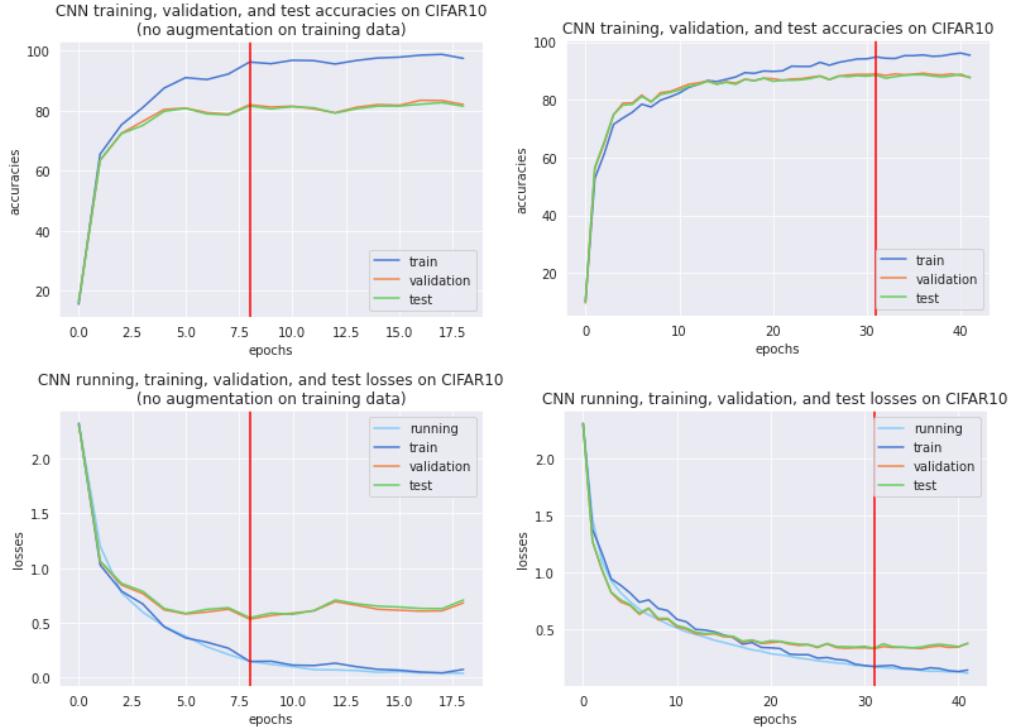 CNN training, validation, and test accuracies on CIFAR10
(no augmentation on training data)
100
80
60
40
20
accuracies
train
validation
test
0.0 2.5 5.0 7.5 10.0 12.5 15.0 17.5
epochs
CNN training, validation, and test accuracies on CIFAR10
100
80
60
40
20
accuracies
train
validation
test
0 10 20 30 40
epochs
CNN running, training, validation, and test losses on CIFAR10
(no augmentation on training data)
running
train
validation
test
2.0
1.5
1.0
0.5
0.0
losses
0.0 2.5 5.0 7.5 10.0 12.5 15.0 17.5
epochs
CNN running, training, validation, and test losses on CIFAR10
running
train
validation
test
2.0
1.5
1.0
0.5
losses
0 10 20 30 40
epochs